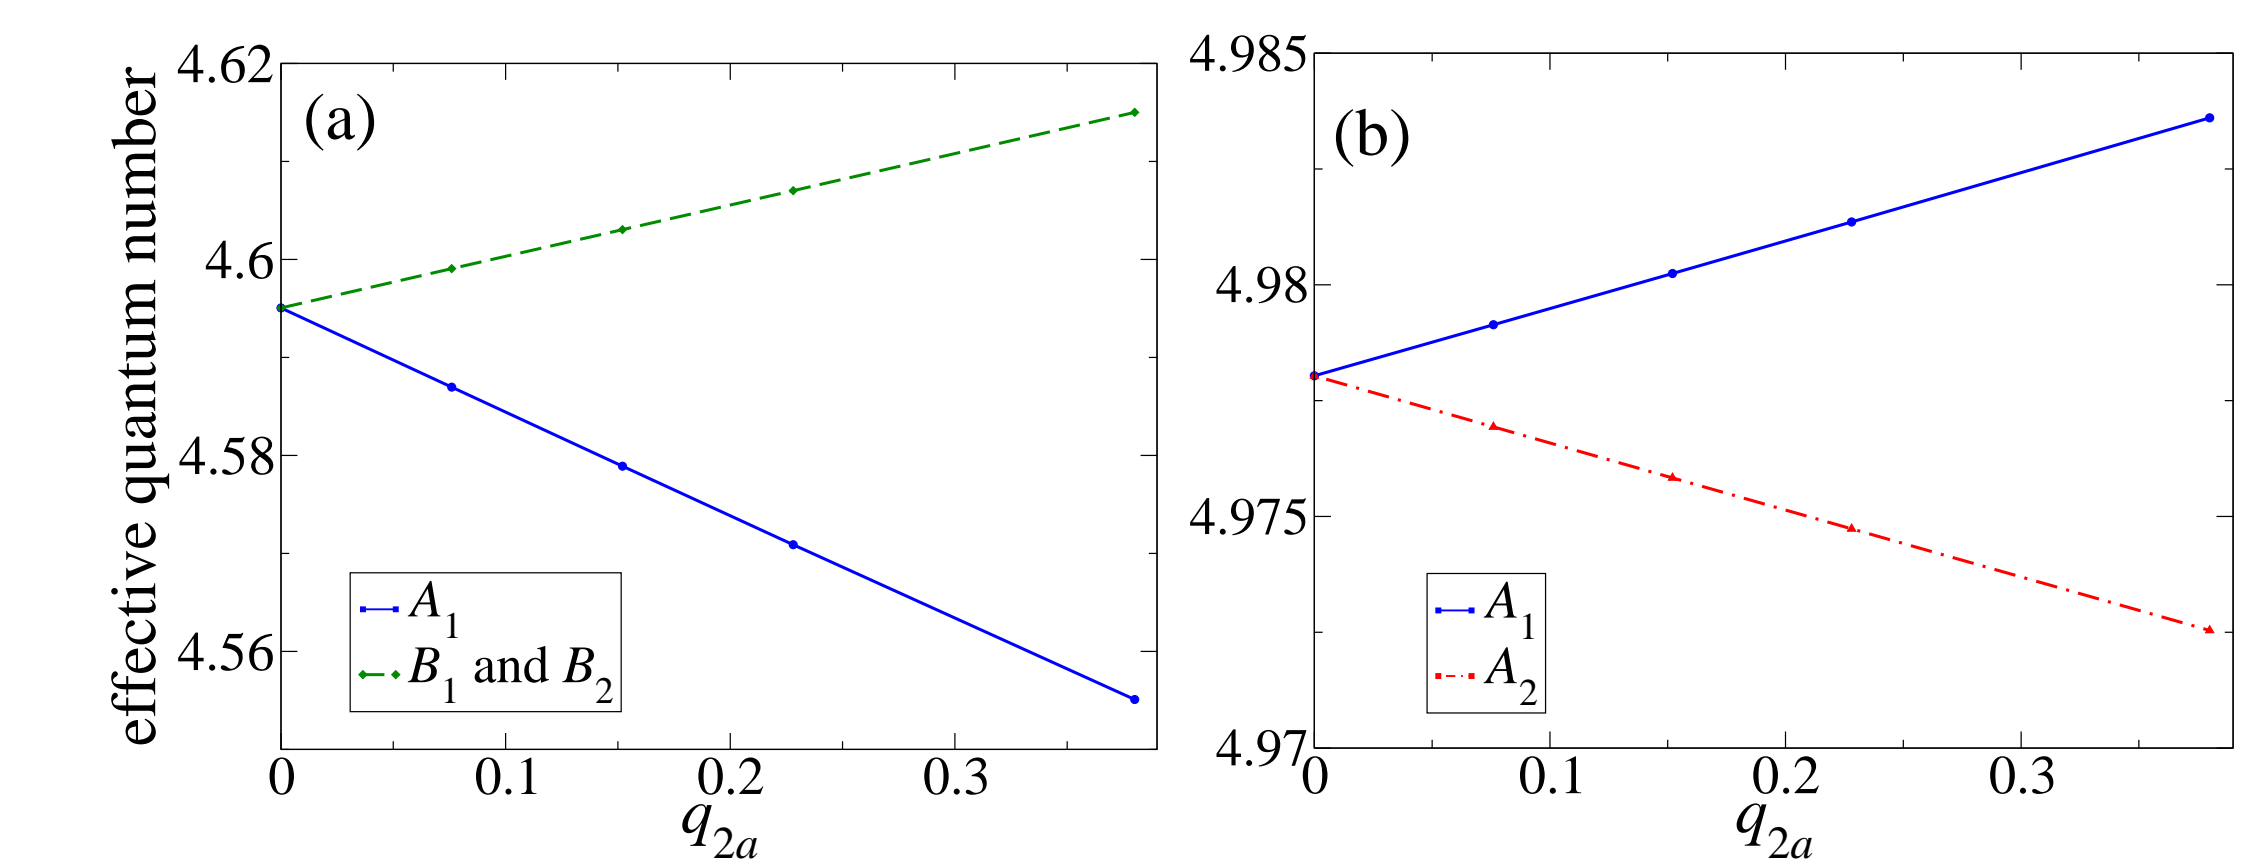 effective quantum number
4.62
4.6
4.58
4.56
(a)
A1
B1 and B2
0 0.1 0.2 0.3
q2a
4.985
4.98
4.975
4.97
(b)
A1
A2
0 0.1 0.2 0.3
q2a